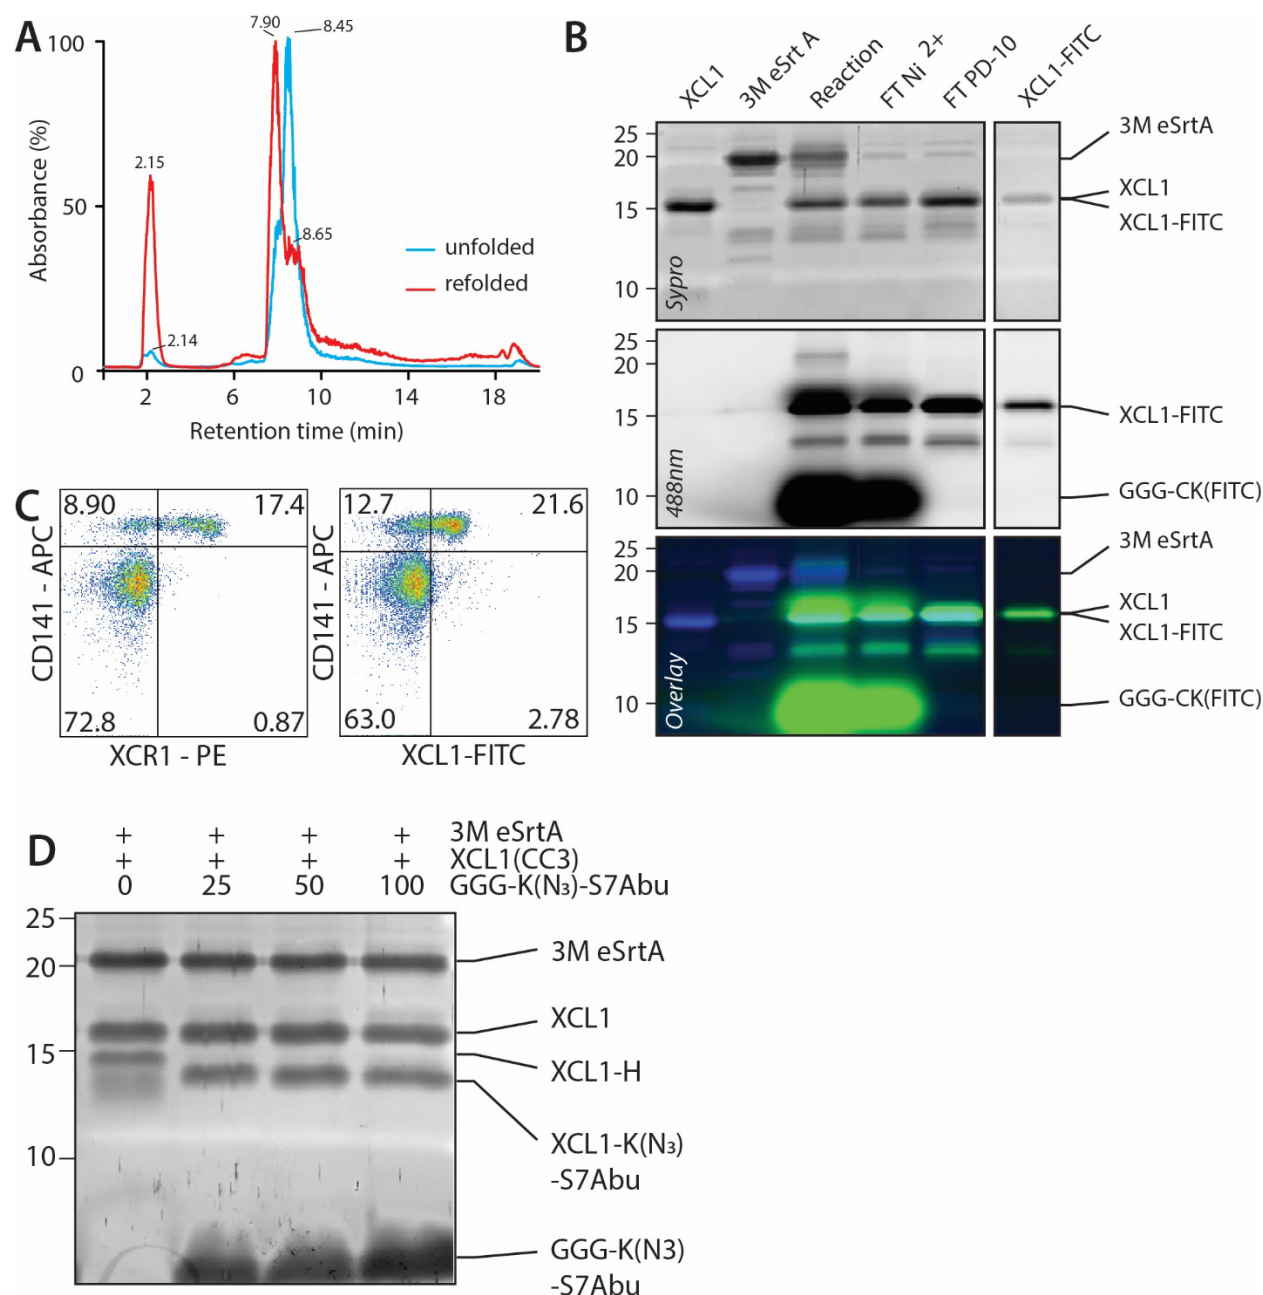 A
7.90
8.45
100
2.15
Absorbance (%)
50
8.65
unfolded
refolded
2.14
0
2 6 10 14 18
Retention time (min)
B
XCL1 3M eSrt A Reaction FT Ni 2+ FT PD-10 XCL1-FITC
25
20
15
10
Sypro
3M eSrtA
XCL1
XCL1-FITC
25
20
15
10
488nm
XCL1-FITC
GGG-CK(FITC)
25
20
15
10
Overlay
3M eSrtA
XCL1
XCL1-FITC
GGG-CK(FITC)
C
8.90 17.4
CD141 - APC
72.8 0.87
XCR1 - PE
12.7 21.6
CD141 - APC
63.0 2.78
XCL1-FITC
D
+ + + + 3M eSrtA
+ + + + XCL1(CC3)
0 25 50 100 GGG-K(N₃)-S7Abu
25
20
15
10
3M eSrtA
XCL1
XCL1-H
XCL1-K(N₃)
-S7Abu
GGG-K(N3)
-S7Abu